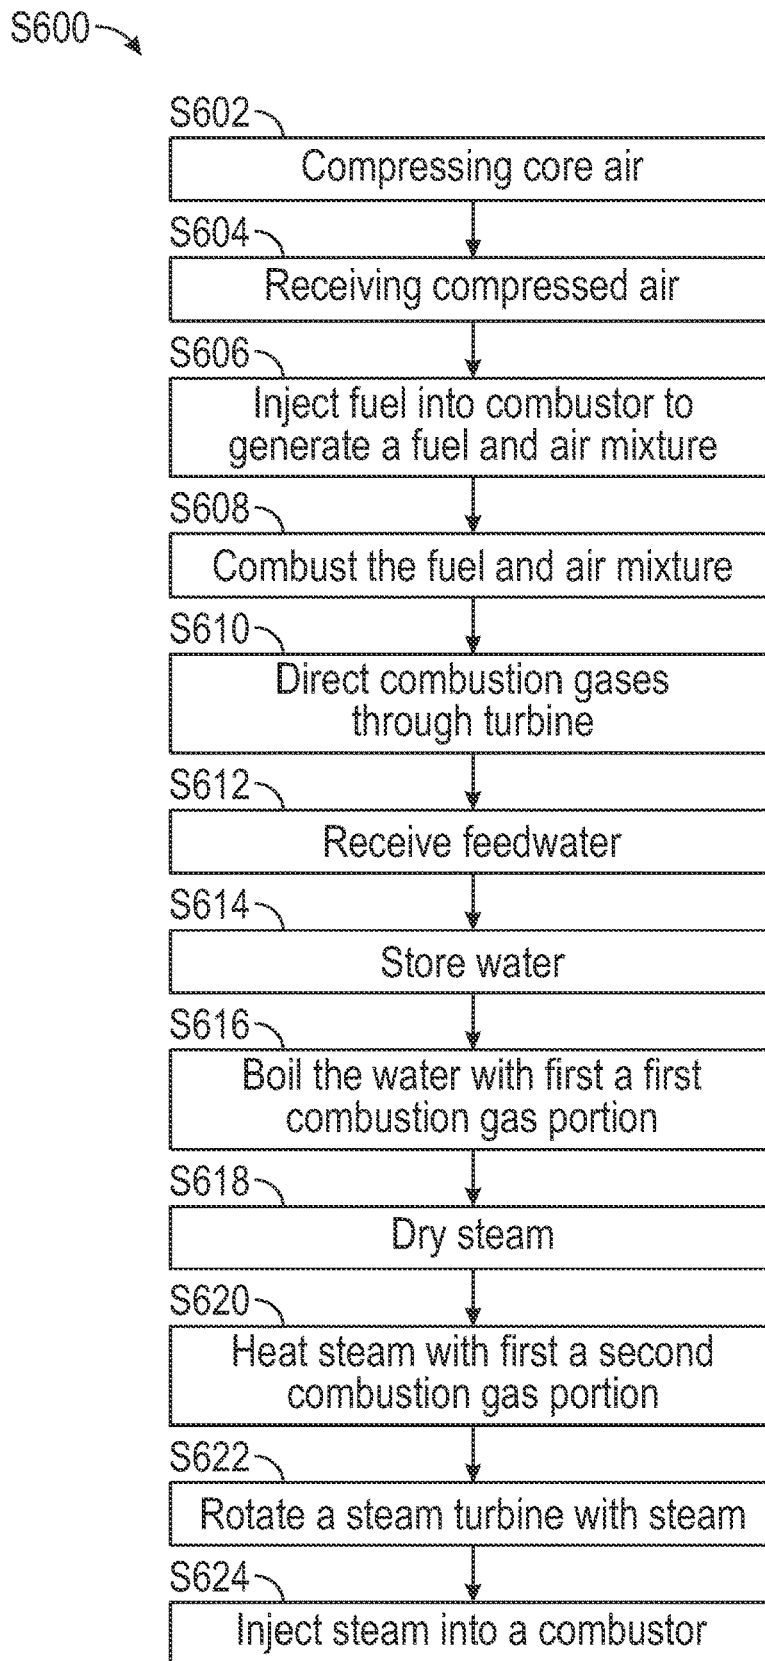 S600
S602
Compressing core air
S604
Receiving compressed air
S606
Inject fuel into combustor to
generate a fuel and air mixture
S608
Combust the fuel and air mixture
S610
Direct combustion gases
through turbine
S612
Receive feedwater
S614
Store water
S616
Boil the water with first a first
combustion gas portion
S618
Dry steam
S620
Heat steam with first a second
combustion gas portion
S622
Rotate a steam turbine with steam
S624
Inject steam into a combustor